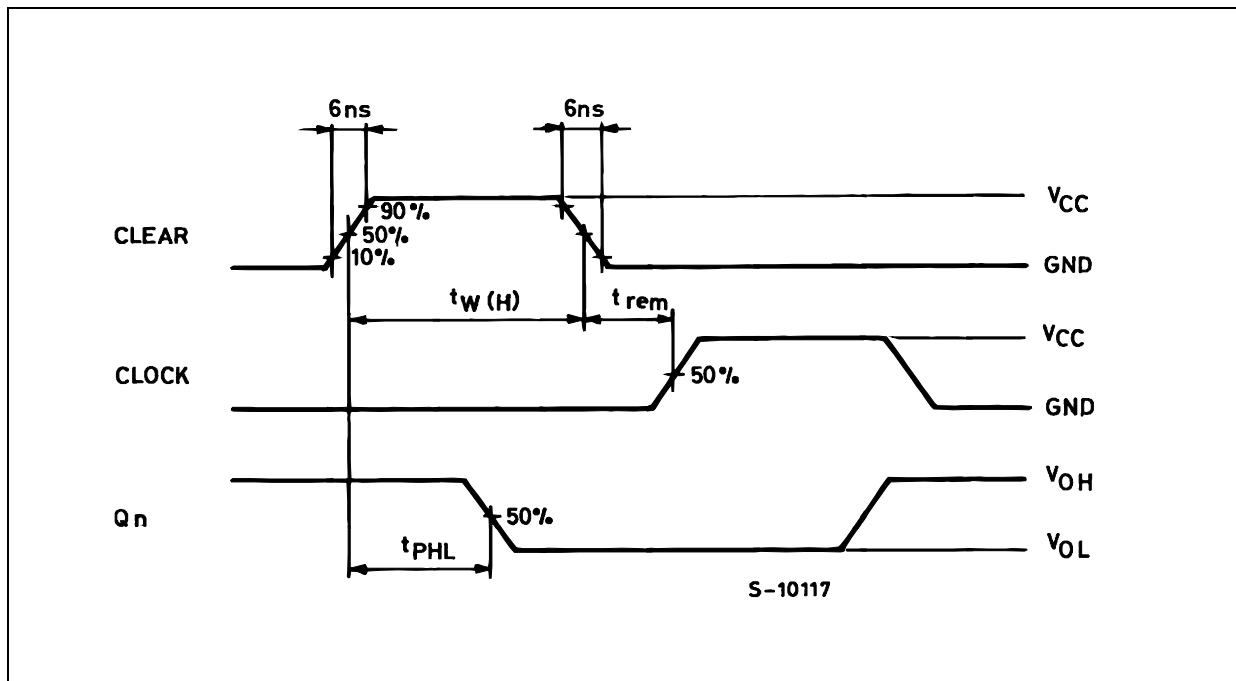 6ns 6ns
VCC
90%
CLEAR 50%
10% GND
tW (H) trem
VCC
CLOCK 50%
GND
VOH
Qn 50%
tPHL VOL
S-10117